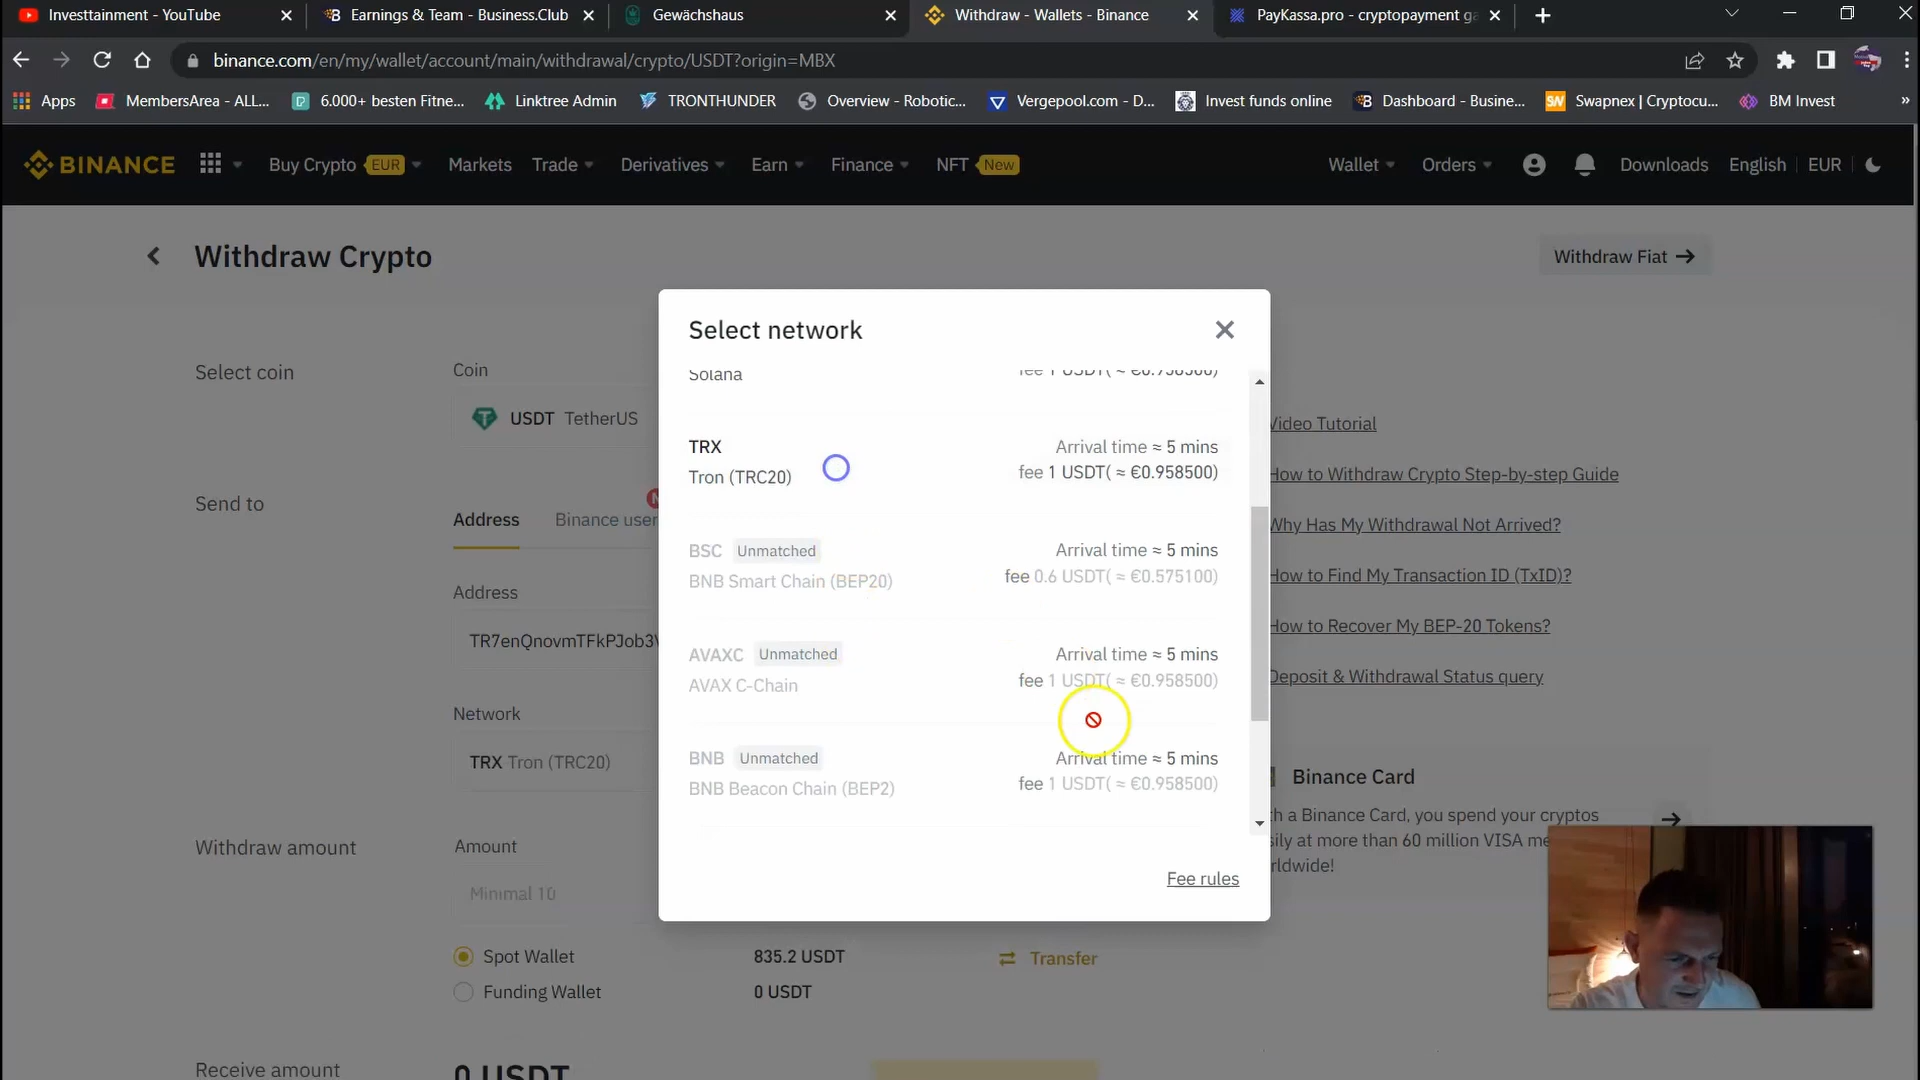 Investtainment - YouTube
Earnings & Team - Business.Club
Gewächshaus
Withdraw - Wallets - Binance
PayKassa.pro - cryptopayment ga
binance.com/en/my/wallet/account/main/withdrawal/crypto/USDT?origin=MBX
Apps
MembersArea - ALL...
6.000+ besten Fitne...
Linktree Admin
TRONTHUNDER
Overview - Robotic...
Vergepool.com - D...
Invest funds online
Dashboard - Busine...
Swapnex | Cryptocu...
BM Invest
»
BINANCE
Buy Crypto EUR
Markets
Trade
Derivatives
Earn
Finance
NFT New
Wallet
Orders
Downloads
English
EUR
Withdraw Crypto
Withdraw Fiat
Select network
Select coin
Coin
USDT TetherUS
Solana
fee 1 USDT( ≈ €0.958500)
TRX
Arrival time ≈ 5 mins
Tron (TRC20)
fee 1 USDT( ≈ €0.958500)
Video Tutorial
How to Withdraw Crypto Step-by-step Guide
Send to
Address
Binance user
BSC Unmatched
Arrival time ≈ 5 mins
BNB Smart Chain (BEP20)
fee 0.6 USDT( ≈ €0.575100)
Why Has My Withdrawal Not Arrived?
How to Find My Transaction ID (TxID)?
Address
TR7enQnovmTFkPJob3
AVAXC Unmatched
Arrival time ≈ 5 mins
AVAX C-Chain
fee 1 USDT( ≈ €0.958500)
How to Recover My BEP-20 Tokens?
Deposit & Withdrawal Status query
Network
TRX Tron (TRC20)
BNB Unmatched
Arrival time ≈ 5 mins
BNB Beacon Chain (BEP2)
fee 1 USDT( ≈ €0.958500)
Binance Card
h a Binance Card, you spend your cryptos
sily at more than 60 million VISA me
rldwide!
Fee rules
Withdraw amount
Amount
Minimal 10
Spot Wallet
835.2 USDT
Transfer
Funding Wallet
0 USDT
Receive amount
0 USDT